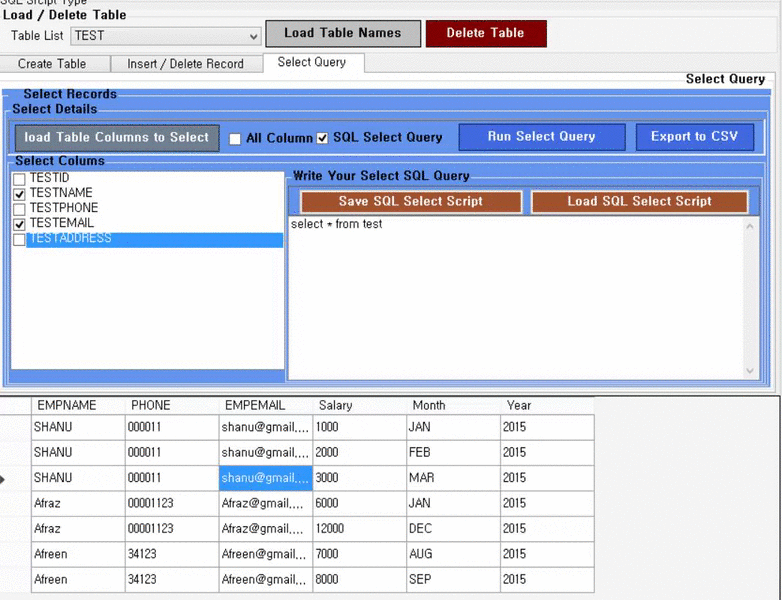 SQL Srcipt Type
Load / Delete Table
Table List TEST Load Table Names Delete Table
Create Table Insert / Delete Record Select Query
Select Query
Select Records
Select Details
load Table Columns to Select All Column SQL Select Query Run Select Query Export to CSV
Select Colums Write Your Select SQL Query
TESTID
TESTNAME Save SQL Select Script Load SQL Select Script
TESTPHONE
TESTEMAIL select * from test
TESTADDRESS
EMPNAME PHONE EMPEMAIL Salary Month Year
SHANU 000011 shanu@gmail,... 1000 JAN 2015
SHANU 000011 shanu@gmail,... 2000 FEB 2015
SHANU 000011 shanu@gmail,... 3000 MAR 2015
Afraz 00001123 Afraz@gmail,... 6000 JAN 2015
Afraz 00001123 Afraz@gmail,... 12000 DEC 2015
Afreen 34123 Afreen@gmail,... 7000 AUG 2015
Afreen 34123 Afreen@gmail,... 8000 SEP 2015